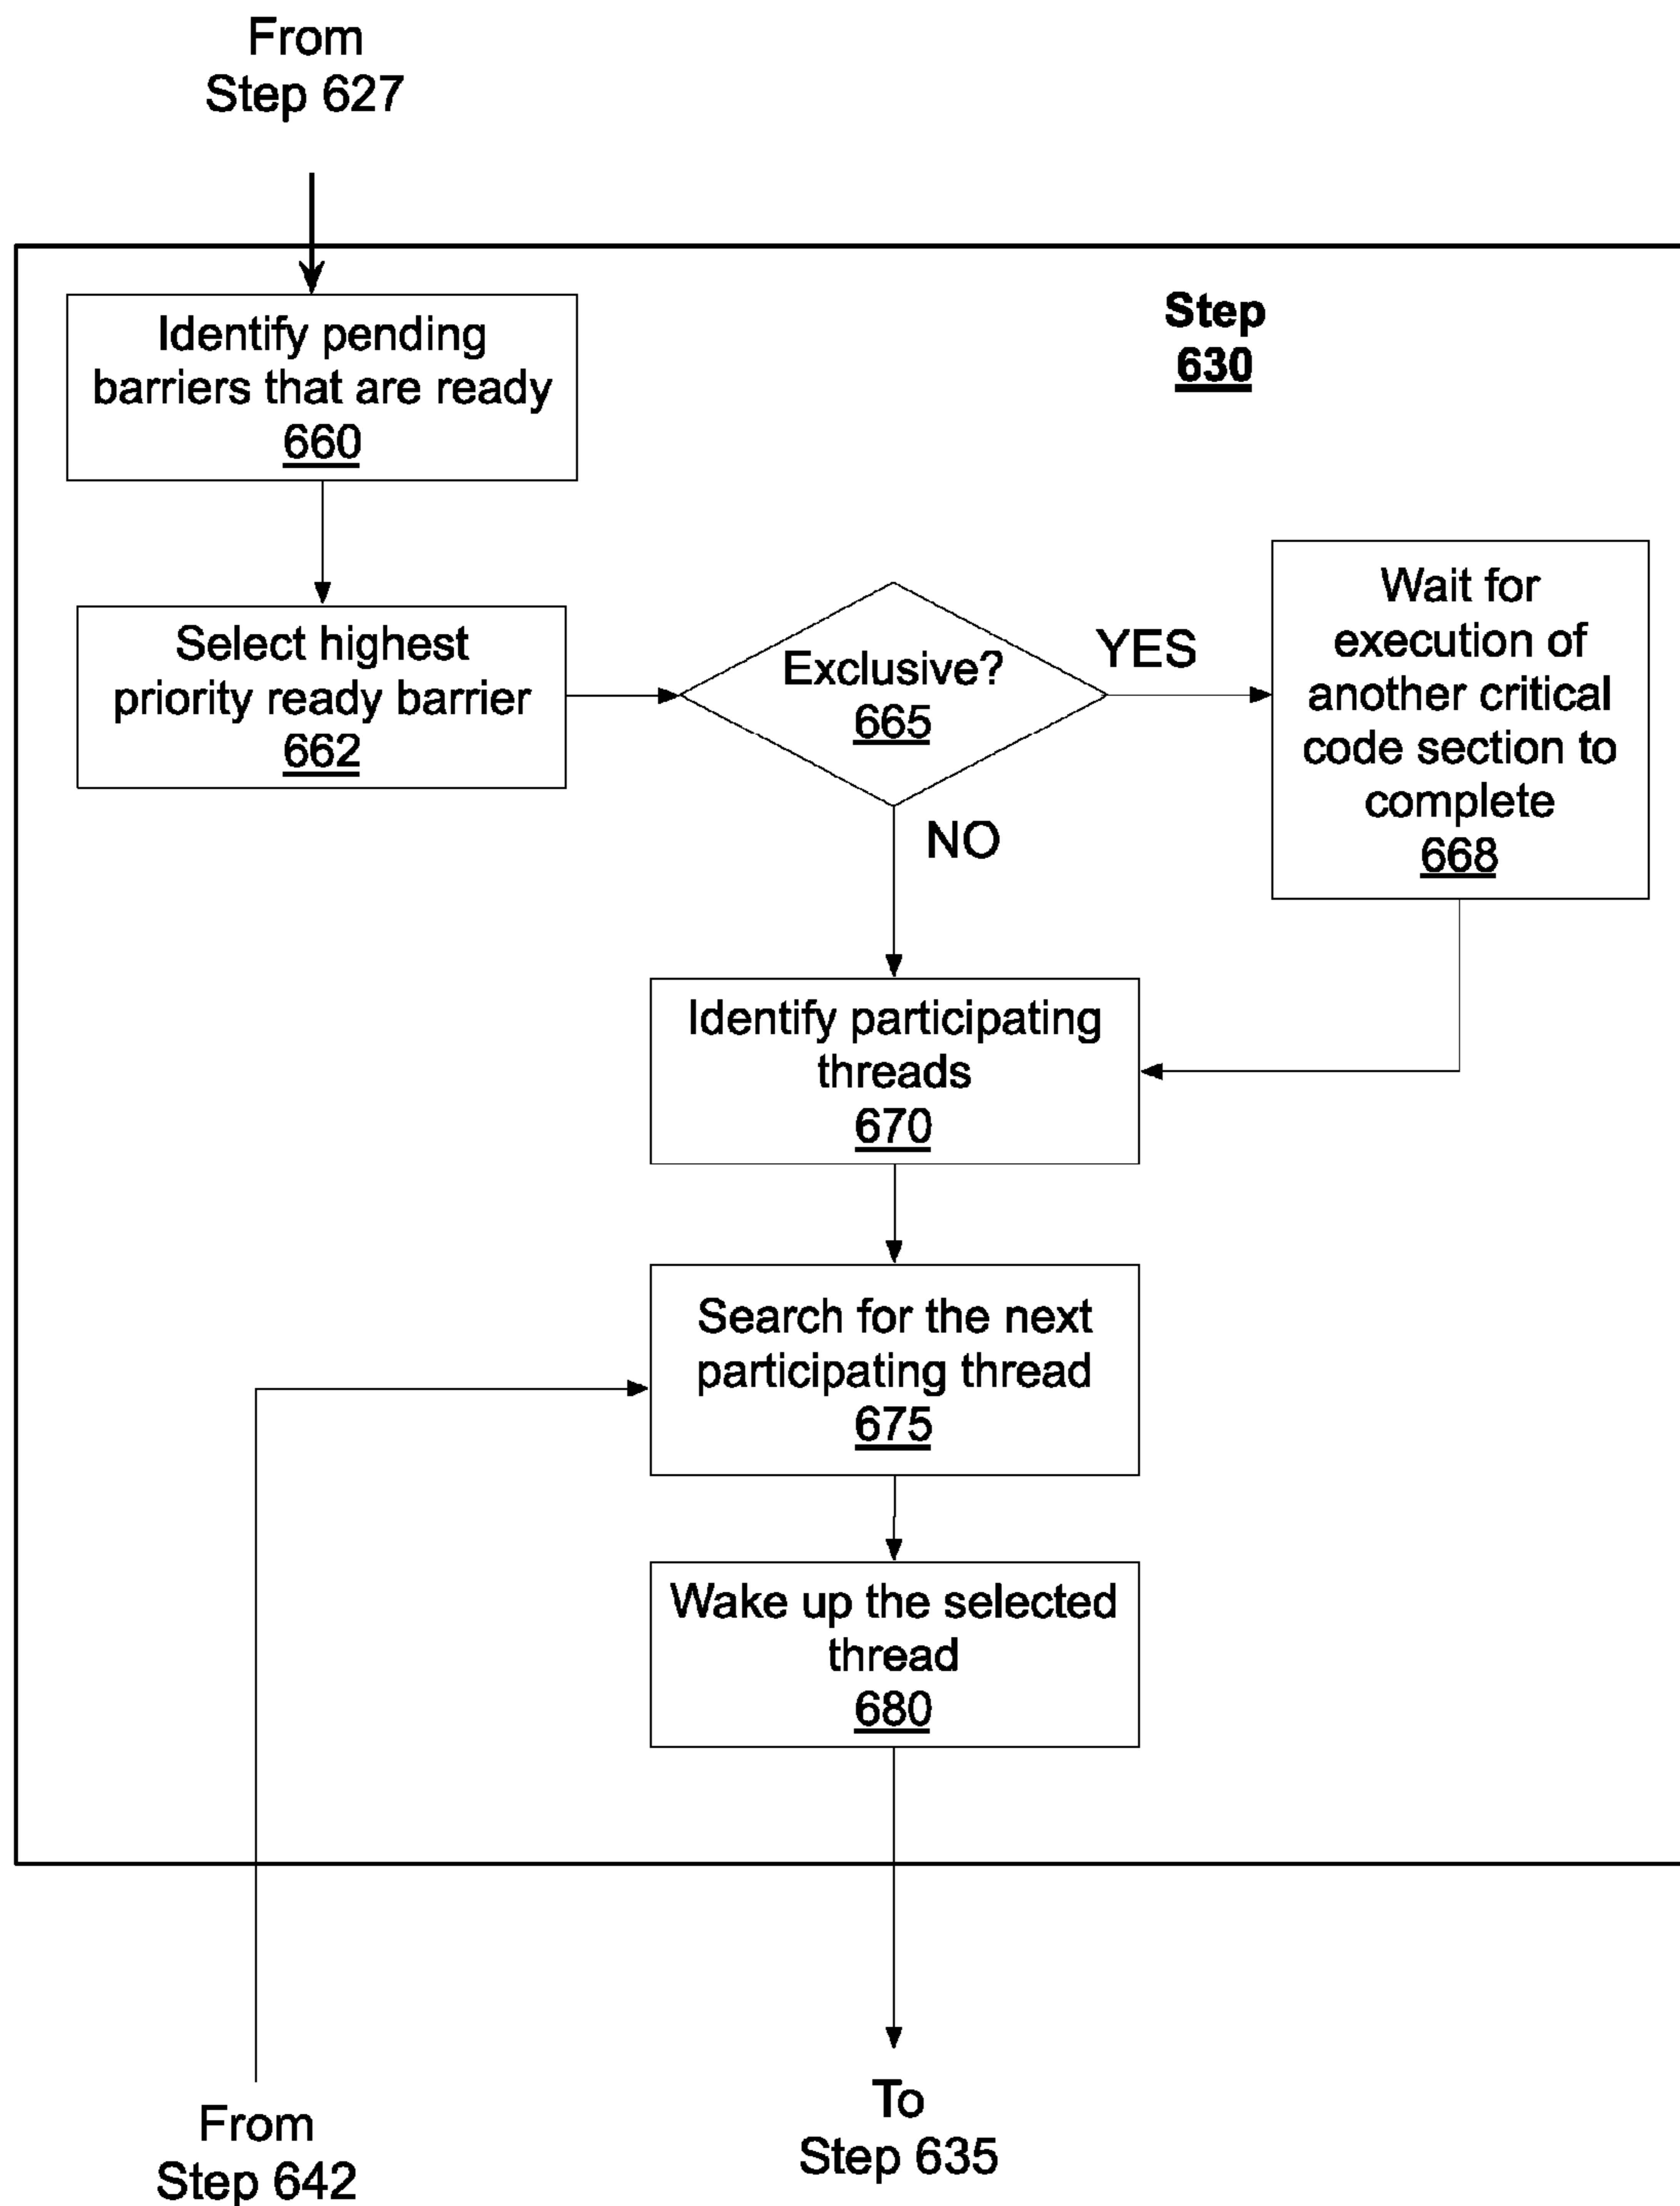 From
Step 627
Step
630
Identify pending
barriers that are ready
660
Select highest
priority ready barrier
662
Exclusive?
665
YES
NO
Wait for
execution of
another critical
code section to
complete
668
Identify participating
threads
670
Search for the next
participating thread
675
Wake up the selected
thread
680
From
Step 642
To
Step 635